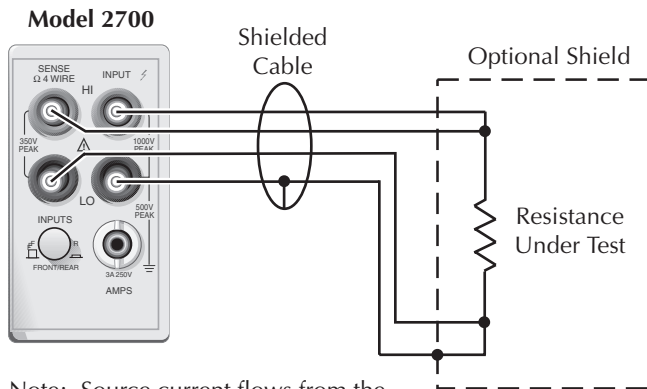 Model 2700
Shielded
Cable
Optional Shield
SENSE
Ω 4 WIRE
INPUT
HI
350V
PEAK
1000V
PEAK
LO
500V
PEAK
INPUTS
F
R
FRONT/REAR
3A 250V
AMPS
Resistance
Under Test
Note: Source current flows from the